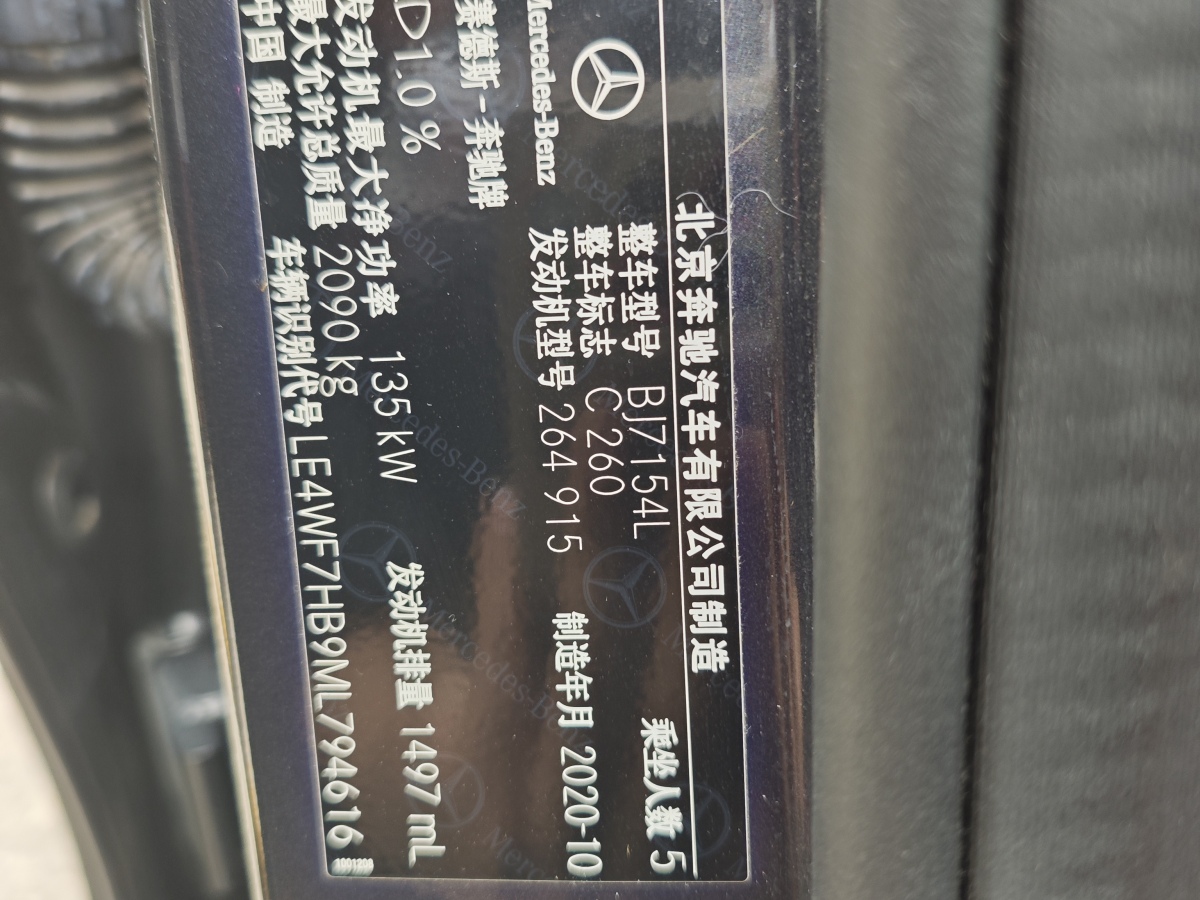 北京奔驰汽车有限公司制造
整车型号 BJ7154L 乘坐人数 5
整车标志 C 260
发动机型号 264 915 制造年月 2020-10
Mercedes-Benz
赛德斯-奔驰牌
D1.0%
发动机最大净功率 135 kW 发动机排量 1497 mL
最大允许总质量 2090 kg
中国 制造 车辆识别代号 LE4WF7HB9ML794616